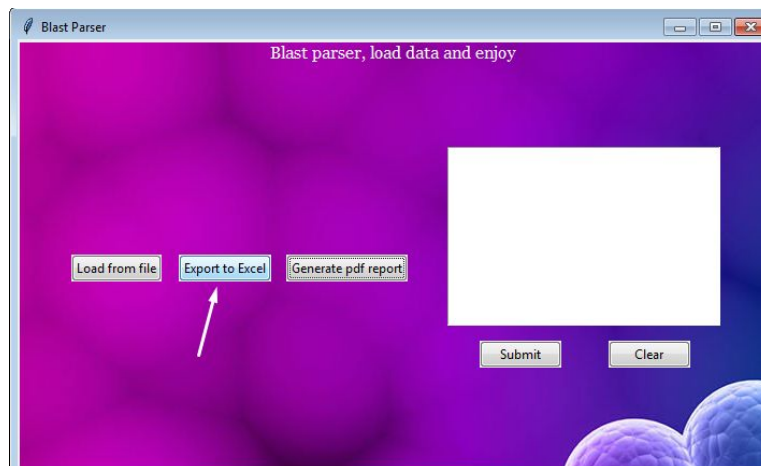 Blast Parser
Blast parser, load data and enjoy
Load from file
Export to Excel
Generate pdf report
Submit
Clear